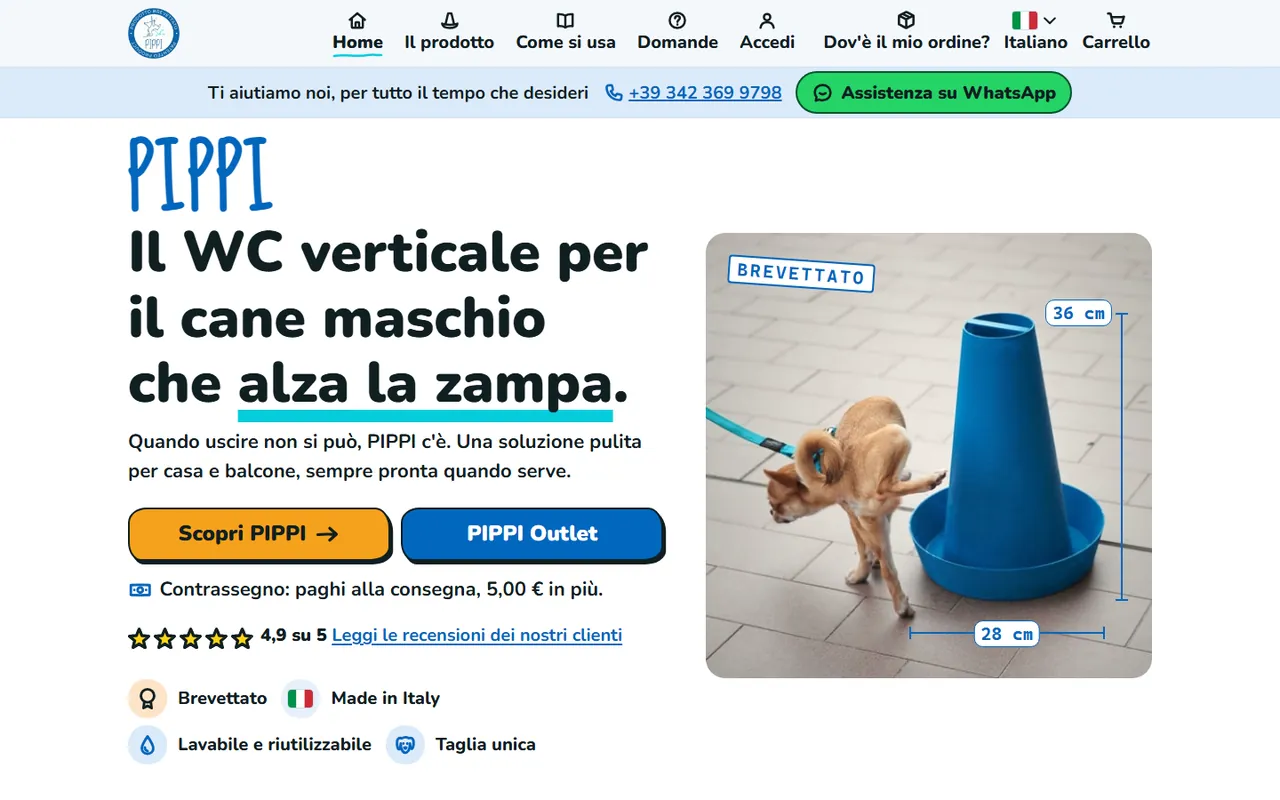 PRODOTTO BREVETTATO
PIPPI
Home
Il prodotto
Come si usa
Domande
Accedi
Dov'è il mio ordine?
Italiano
Carrello
Ti aiutiamo noi, per tutto il tempo che desideri
+39 342 369 9798
Assistenza su WhatsApp
PIPPI
Il WC verticale per
il cane maschio
che alza la zampa.
Quando uscire non si può, PIPPI c'è. Una soluzione pulita
per casa e balcone, sempre pronta quando serve.
Scopri PIPPI →
PIPPI Outlet
Contrassegno: paghi alla consegna, 5,00 € in più.
4,9 su 5 Leggi le recensioni dei nostri clienti
Brevettato
Made in Italy
Lavabile e riutilizzabile
Taglia unica
BREVETTATO
36 cm
28 cm